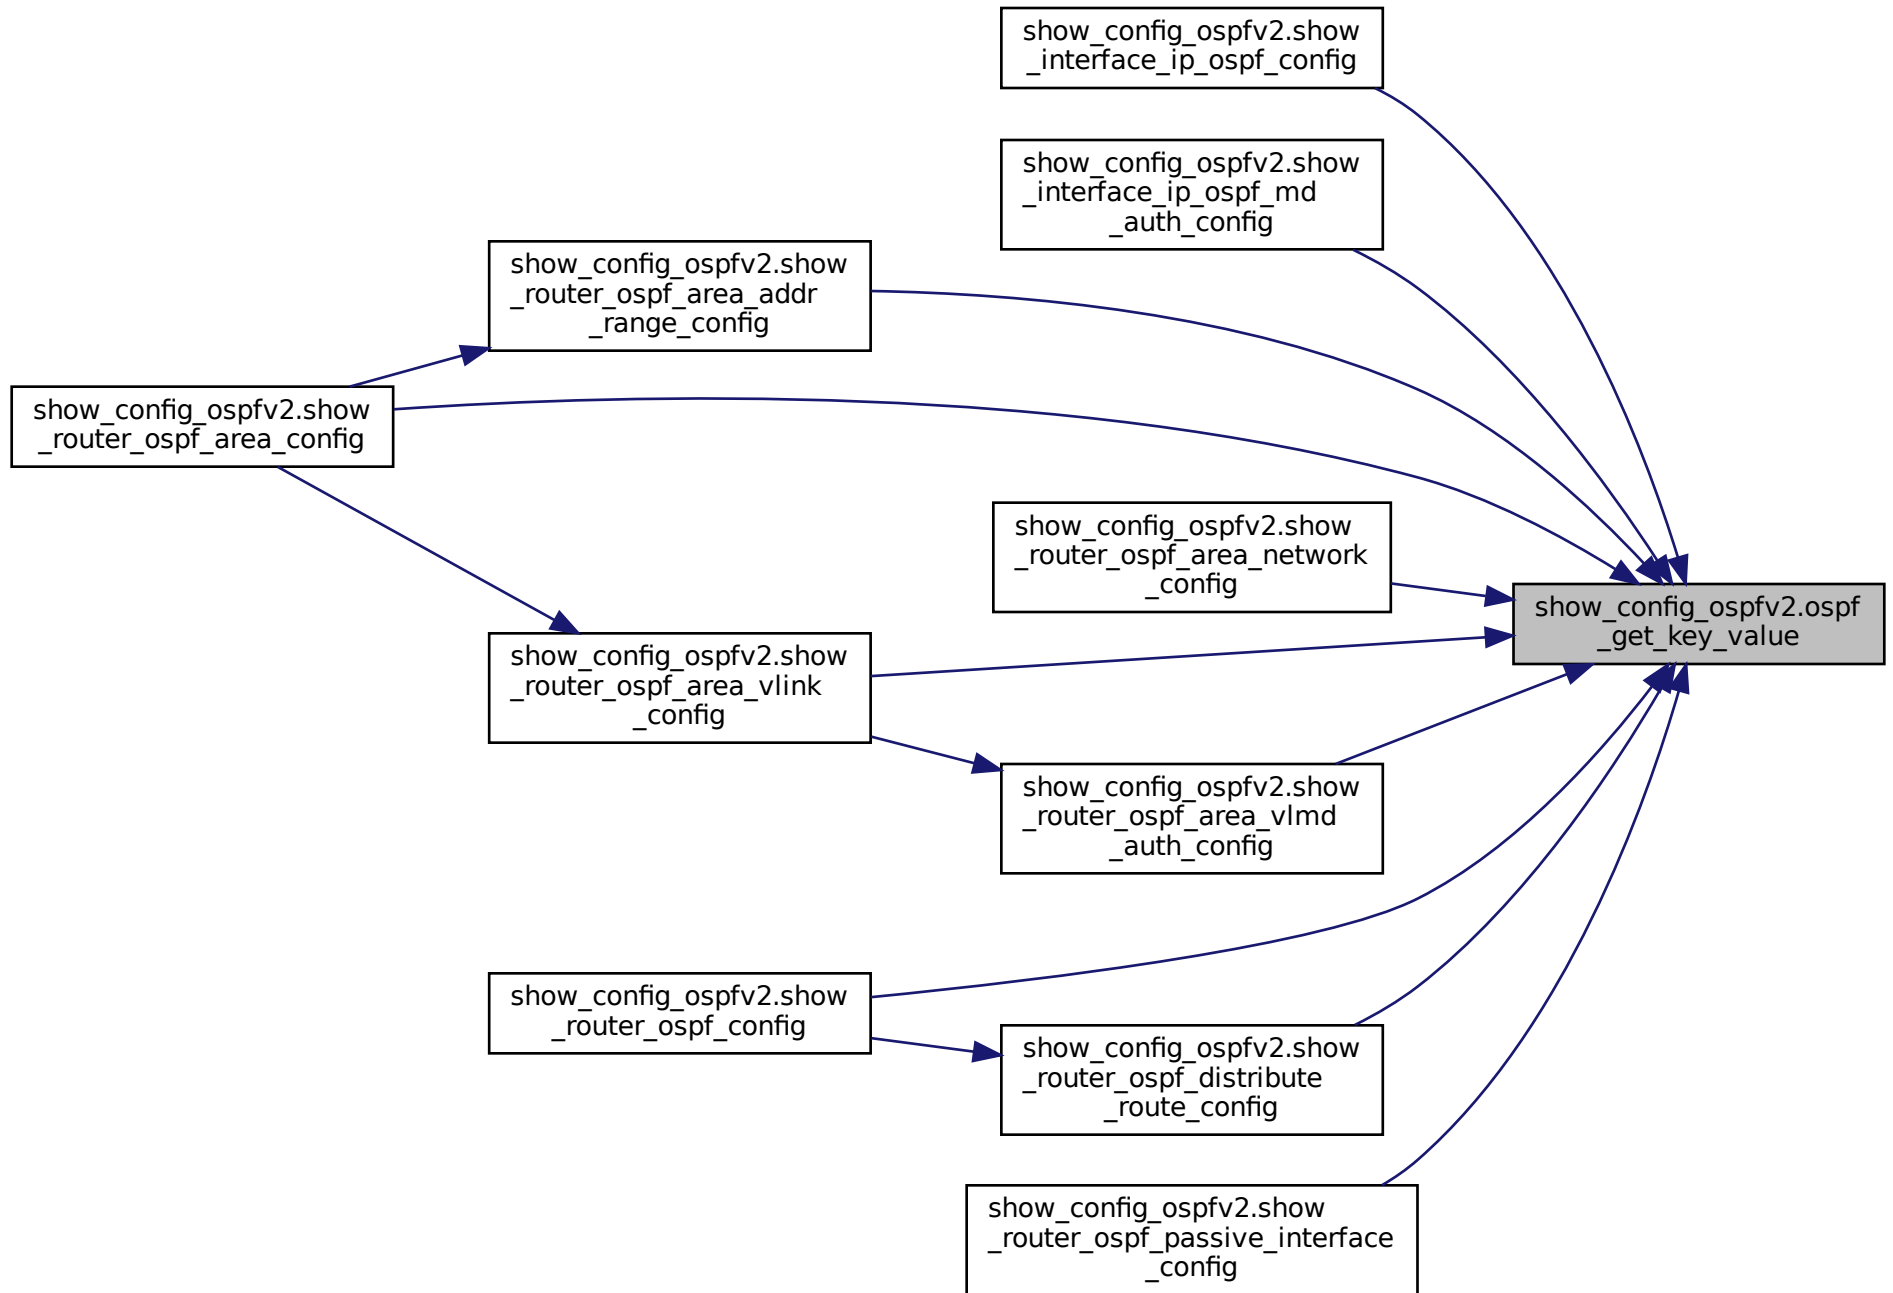 show_config_ospfv2.show
_interface_ip_ospf_config
show_config_ospfv2.show
_interface_ip_ospf_md
_auth_config
show_config_ospfv2.show
_router_ospf_area_addr
_range_config
show_config_ospfv2.show
_router_ospf_area_config
show_config_ospfv2.show
_router_ospf_area_network
_config
show_config_ospfv2.ospf
_get_key_value
show_config_ospfv2.show
_router_ospf_area_vlink
_config
show_config_ospfv2.show
_router_ospf_area_vlmd
_auth_config
show_config_ospfv2.show
_router_ospf_config
show_config_ospfv2.show
_router_ospf_distribute
_route_config
show_config_ospfv2.show
_router_ospf_passive_interface
_config